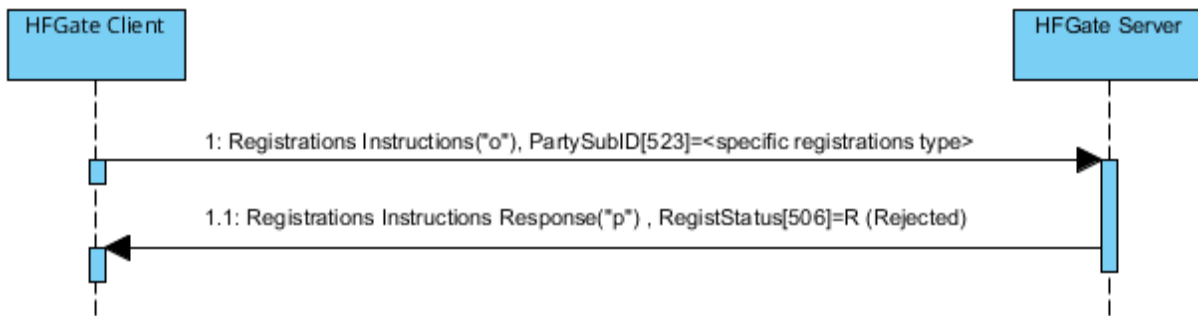 HFGate Client
HFGate Server
1: Registrations Instructions("o"), PartySubID[523]=<specific registrations type>
1.1: Registrations Instructions Response("p") , RegistStatus[506]=R (Rejected)